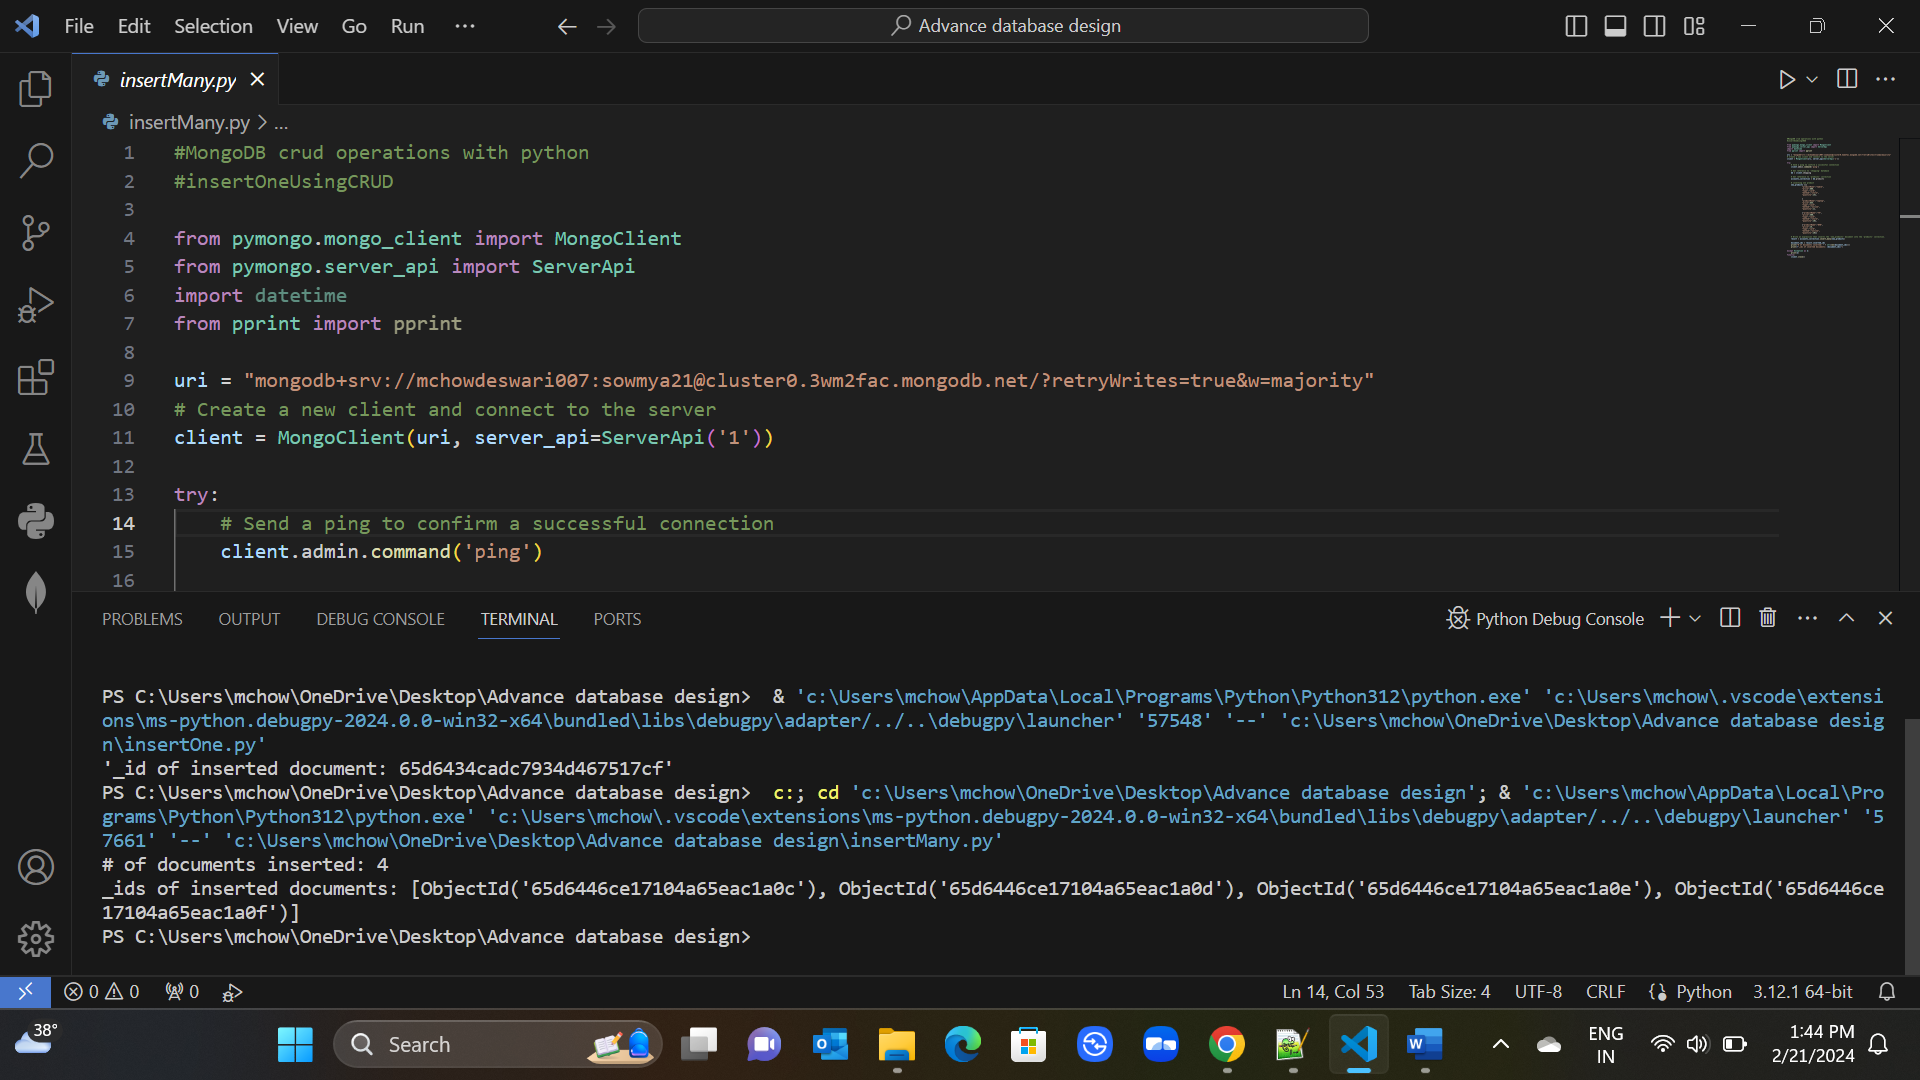 File Edit Selection View Go Run ...
Advance database design
insertMany.py
insertMany.py > ...
1 #MongoDB crud operations with python
2 #insertOneUsingCRUD
3
4 from pymongo.mongo_client import MongoClient
5 from pymongo.server_api import ServerApi
6 import datetime
7 from pprint import pprint
8
9 uri = "mongodb+srv://mchowdeswari007:sowmya21@cluster0.3wm2fac.mongodb.net/?retryWrites=true&w=majority"
10 # Create a new client and connect to the server
11 client = MongoClient(uri, server_api=ServerApi('1'))
12
13 try:
14 # Send a ping to confirm a successful connection
15 client.admin.command('ping')
16
PROBLEMS OUTPUT DEBUG CONSOLE TERMINAL PORTS
Python Debug Console
PS C:\Users\mchow\OneDrive\Desktop\Advance database design>  & 'c:\Users\mchow\AppData\Local\Programs\Python\Python312\python.exe' 'c:\Users\mchow\.vscode\extensi
ons\ms-python.debugpy-2024.0.0-win32-x64\bundled\libs\debugpy\adapter/../..\debugpy\launcher' '57548' '--' 'c:\Users\mchow\OneDrive\Desktop\Advance database desig
n\insertOne.py'
'_id of inserted document: 65d6434cadc7934d467517cf'
PS C:\Users\mchow\OneDrive\Desktop\Advance database design>  c:; cd 'c:\Users\mchow\OneDrive\Desktop\Advance database design'; & 'c:\Users\mchow\AppData\Local\Pro
grams\Python\Python312\python.exe' 'c:\Users\mchow\.vscode\extensions\ms-python.debugpy-2024.0.0-win32-x64\bundled\libs\debugpy\adapter/../..\debugpy\launcher' '5
7661' '--' 'c:\Users\mchow\OneDrive\Desktop\Advance database design\insertMany.py'
# of documents inserted: 4
_ids of inserted documents: [ObjectId('65d6446ce17104a65eac1a0c'), ObjectId('65d6446ce17104a65eac1a0d'), ObjectId('65d6446ce17104a65eac1a0e'), ObjectId('65d6446ce
17104a65eac1a0f')]
PS C:\Users\mchow\OneDrive\Desktop\Advance database design>
0 0 0 Ln 14, Col 53 Tab Size: 4 UTF-8 CRLF Python 3.12.1 64-bit
38°
Search
ENG
IN
1:44 PM
2/21/2024